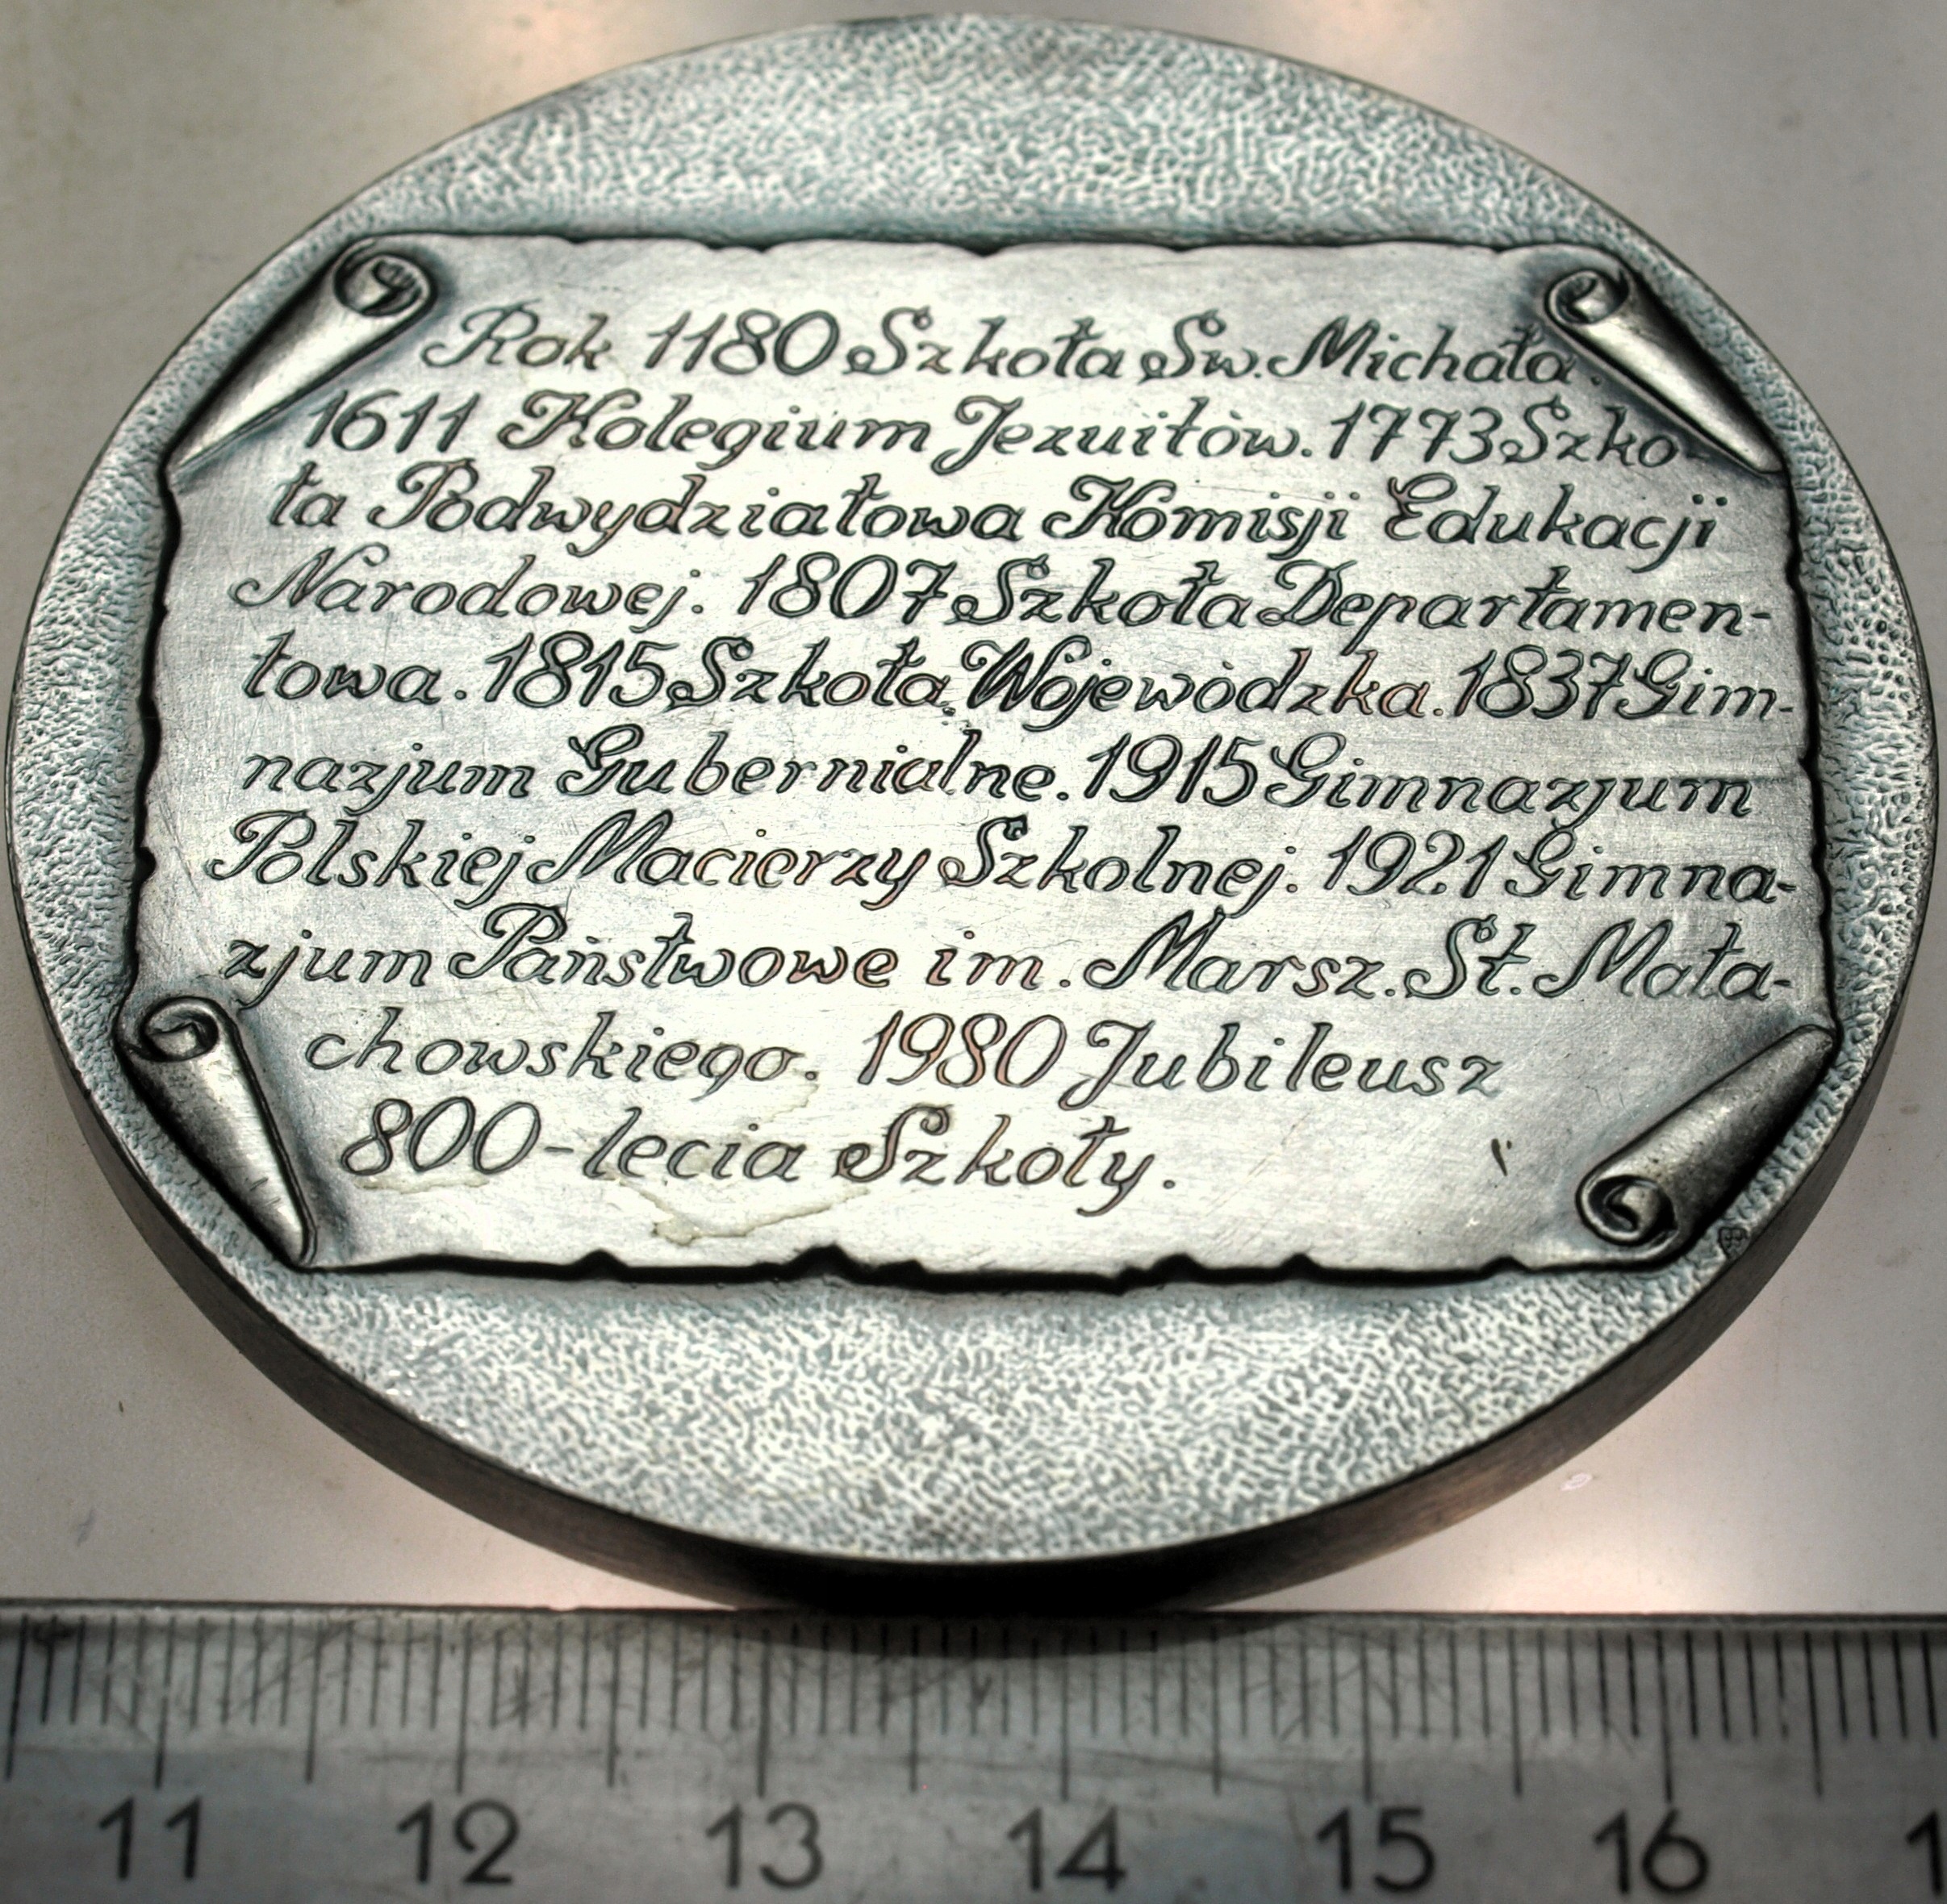 Rok 1180 Szkoła Św. Michała.
1611 Kolegium Jezuitów. 1773 Szko-
ła Podwydziałowa Komisji Edukacji
Narodowej. 1807 Szkoła Departamen-
towa. 1815 Szkoła Wojewódzka. 1837 Gim-
nazjum Gubernialne. 1915 Gimnazjum
Polskiej Macierzy Szkolnej. 1921 Gimna-
zjum Państwowe im. Marsz. St. Mała-
chowskiego. 1980 Jubileusz
800-lecia Szkoły.
11 12 13 14 15 16 1